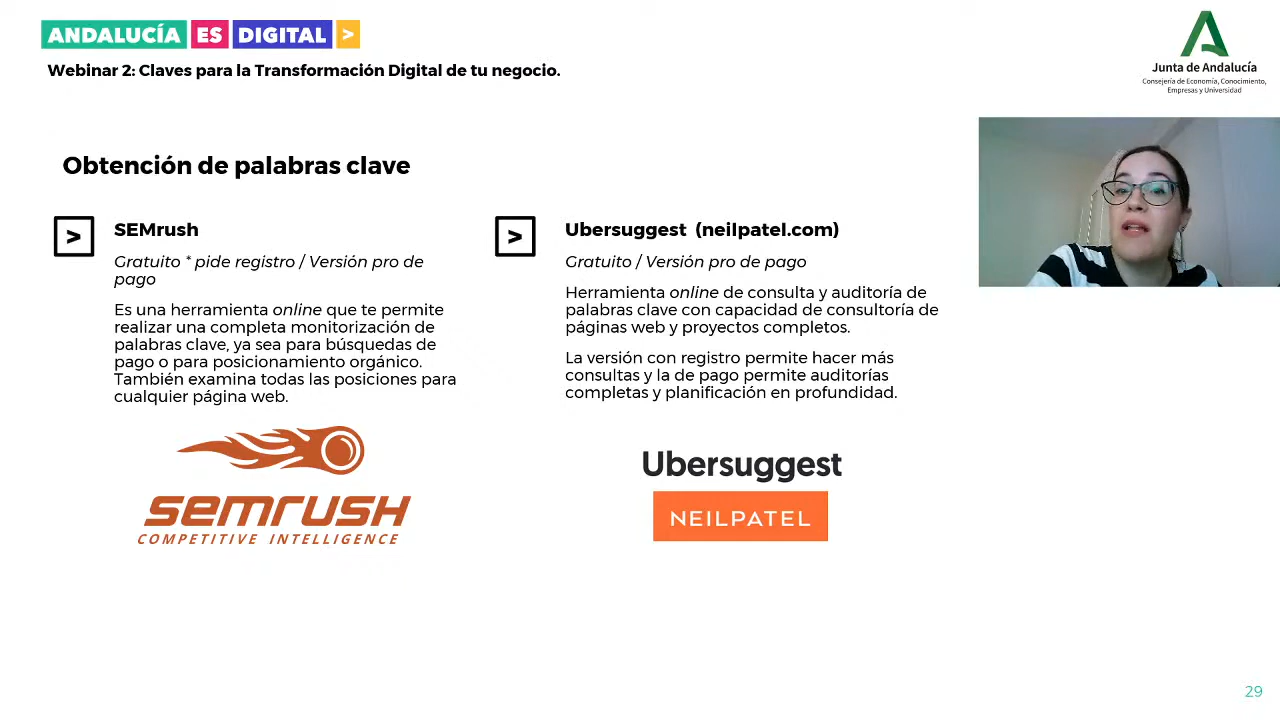 ANDALUCÍA ES DIGITAL >
Webinar 2: Claves para la Transformación Digital de tu negocio.
Junta de Andalucía
Consejería de Economía, Conocimiento,
Empresas y Universidad
Obtención de palabras clave
> SEMrush
Gratuito * pide registro / Versión pro de
pago
Es una herramienta online que te permite
realizar una completa monitorización de
palabras clave, ya sea para búsquedas de
pago o para posicionamiento orgánico.
También examina todas las posiciones para
cualquier página web.
semrush
COMPETITIVE INTELLIGENCE
> Ubersuggest (neilpatel.com)
Gratuito / Versión pro de pago
Herramienta online de consulta y auditoría de
palabras clave con capacidad de consultoría de
páginas web y proyectos completos.
La versión con registro permite hacer más
consultas y la de pago permite auditorías
completas y planificación en profundidad.
Ubersuggest
NEILPATEL
29